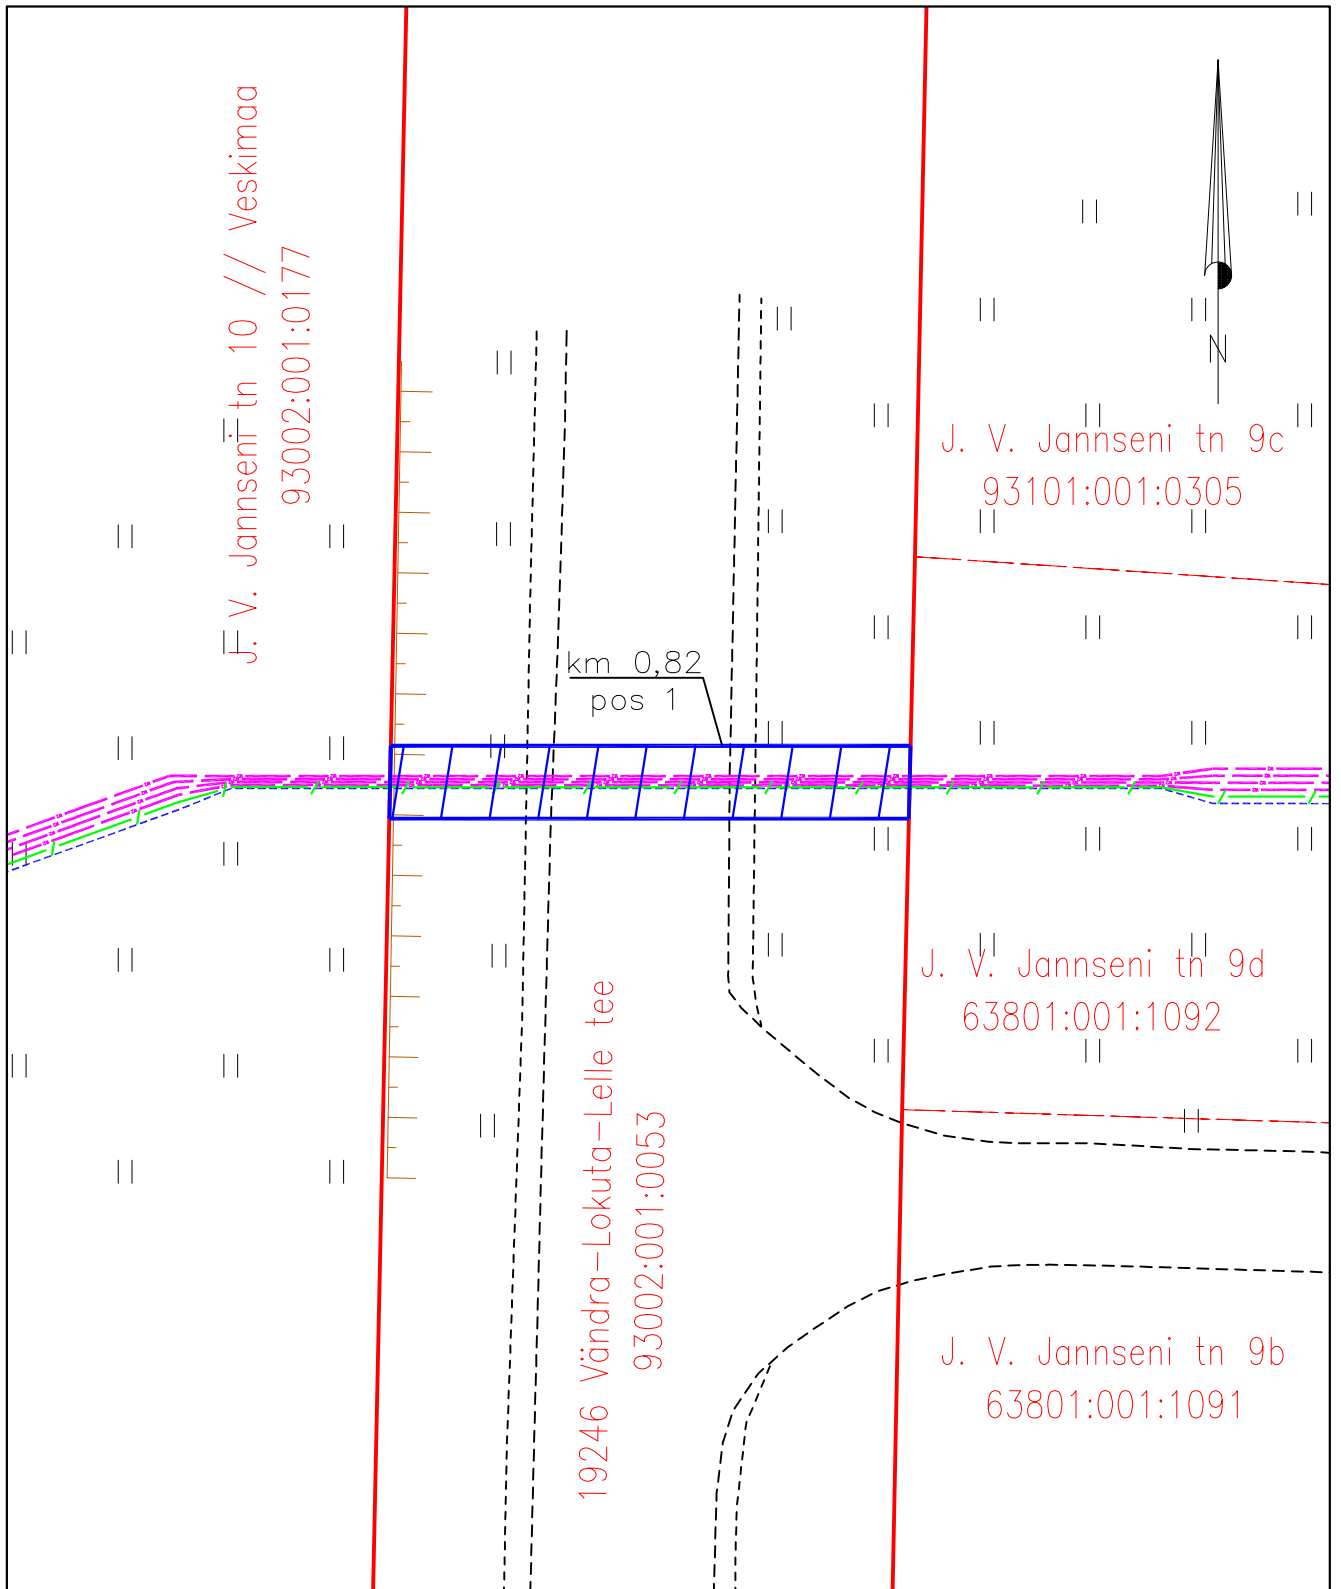 J. V. Jannseni tn 10 // Veskimaa
93002:001:0177
N
J. V. Jannseni tn 9c
93101:001:0305
km 0,82
pos 1
J. V. Jannseni tn 9d
63801:001:1092
19246 Vändra-Lokuta-Lelle tee
93002:001:0053
J. V. Jannseni tn 9b
63801:001:1091